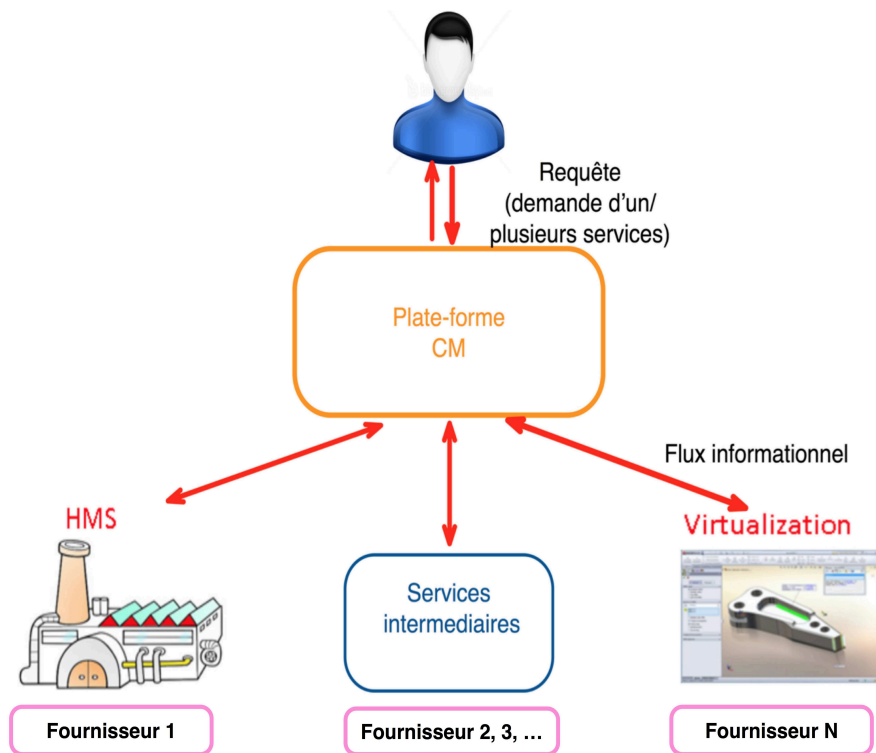 Requête
(demande d'un/
plusieurs services)
Plate-forme
CM
Flux informationnel
HMS
Virtualization
Services
intermediaires
Fournisseur 1
Fournisseur 2, 3, ...
Fournisseur N